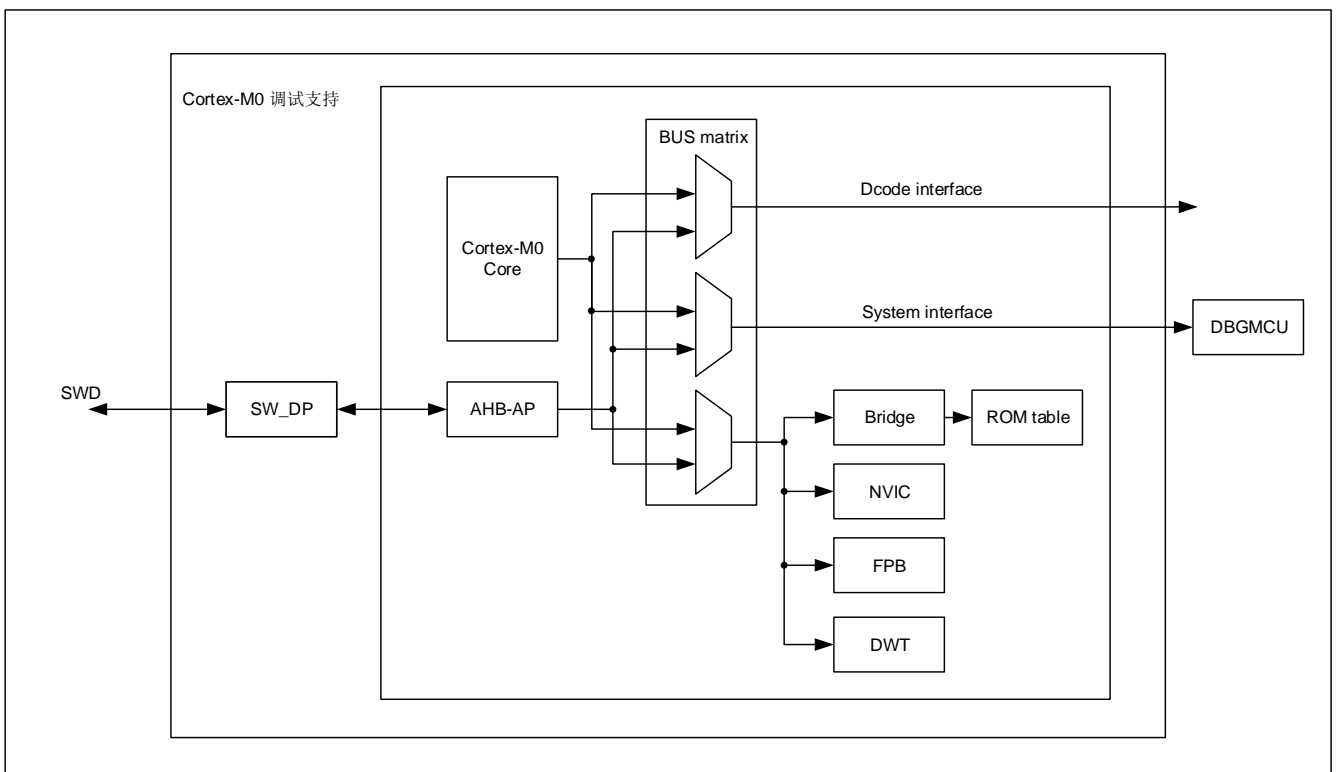 Cortex-M0 调试支持
BUS matrix
Dcode interface
Cortex-M0
Core
System interface
DBGMCU
SWD
SW_DP
AHB-AP
Bridge
ROM table
NVIC
FPB
DWT